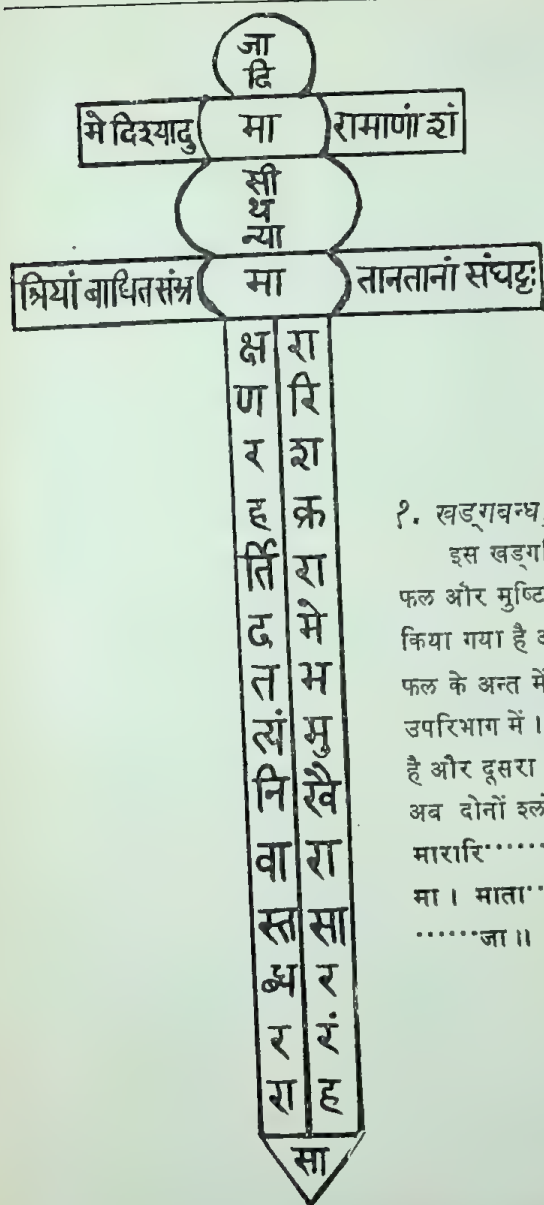 जा
दि
मे दिश्यादु मा रामाणां शं
सी
थ
न्या
श्रियां बाधितसंभ्र मा तानतानां संघट्टः
क्ष रा
ण रि
र श
ह क्र
र्ति रा
द मे
त भ
त्यं मु
नि खै
वा रा
स्त सा
ब्ध र
र रं
रा ह
सा
१. खड्गबन्ध
इस खड्ग
फल और मुष्टि
किया गया है
फल के अन्त में
उपरिभाग में ।
है और दूसरा
अब दोनों श्लो
मारारि······
मा । माता··
······जा ॥